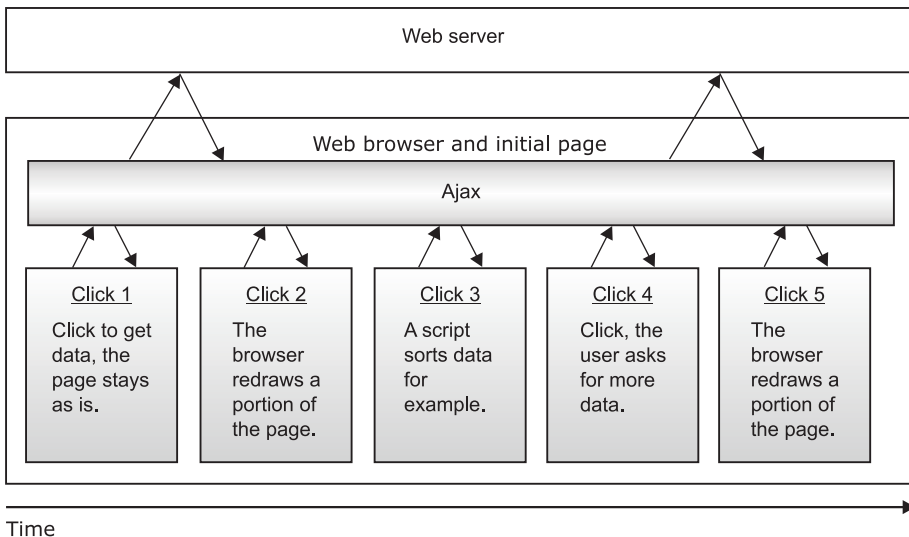 Web server
Web browser and initial page
Ajax
Click 1
Click to get
data, the
page stays
as is.
Click 2
The
browser
redraws a
portion of
the page.
Click 3
A script
sorts data
for
example.
Click 4
Click, the
user asks
for more
data.
Click 5
The
browser
redraws a
portion of
the page.
Time